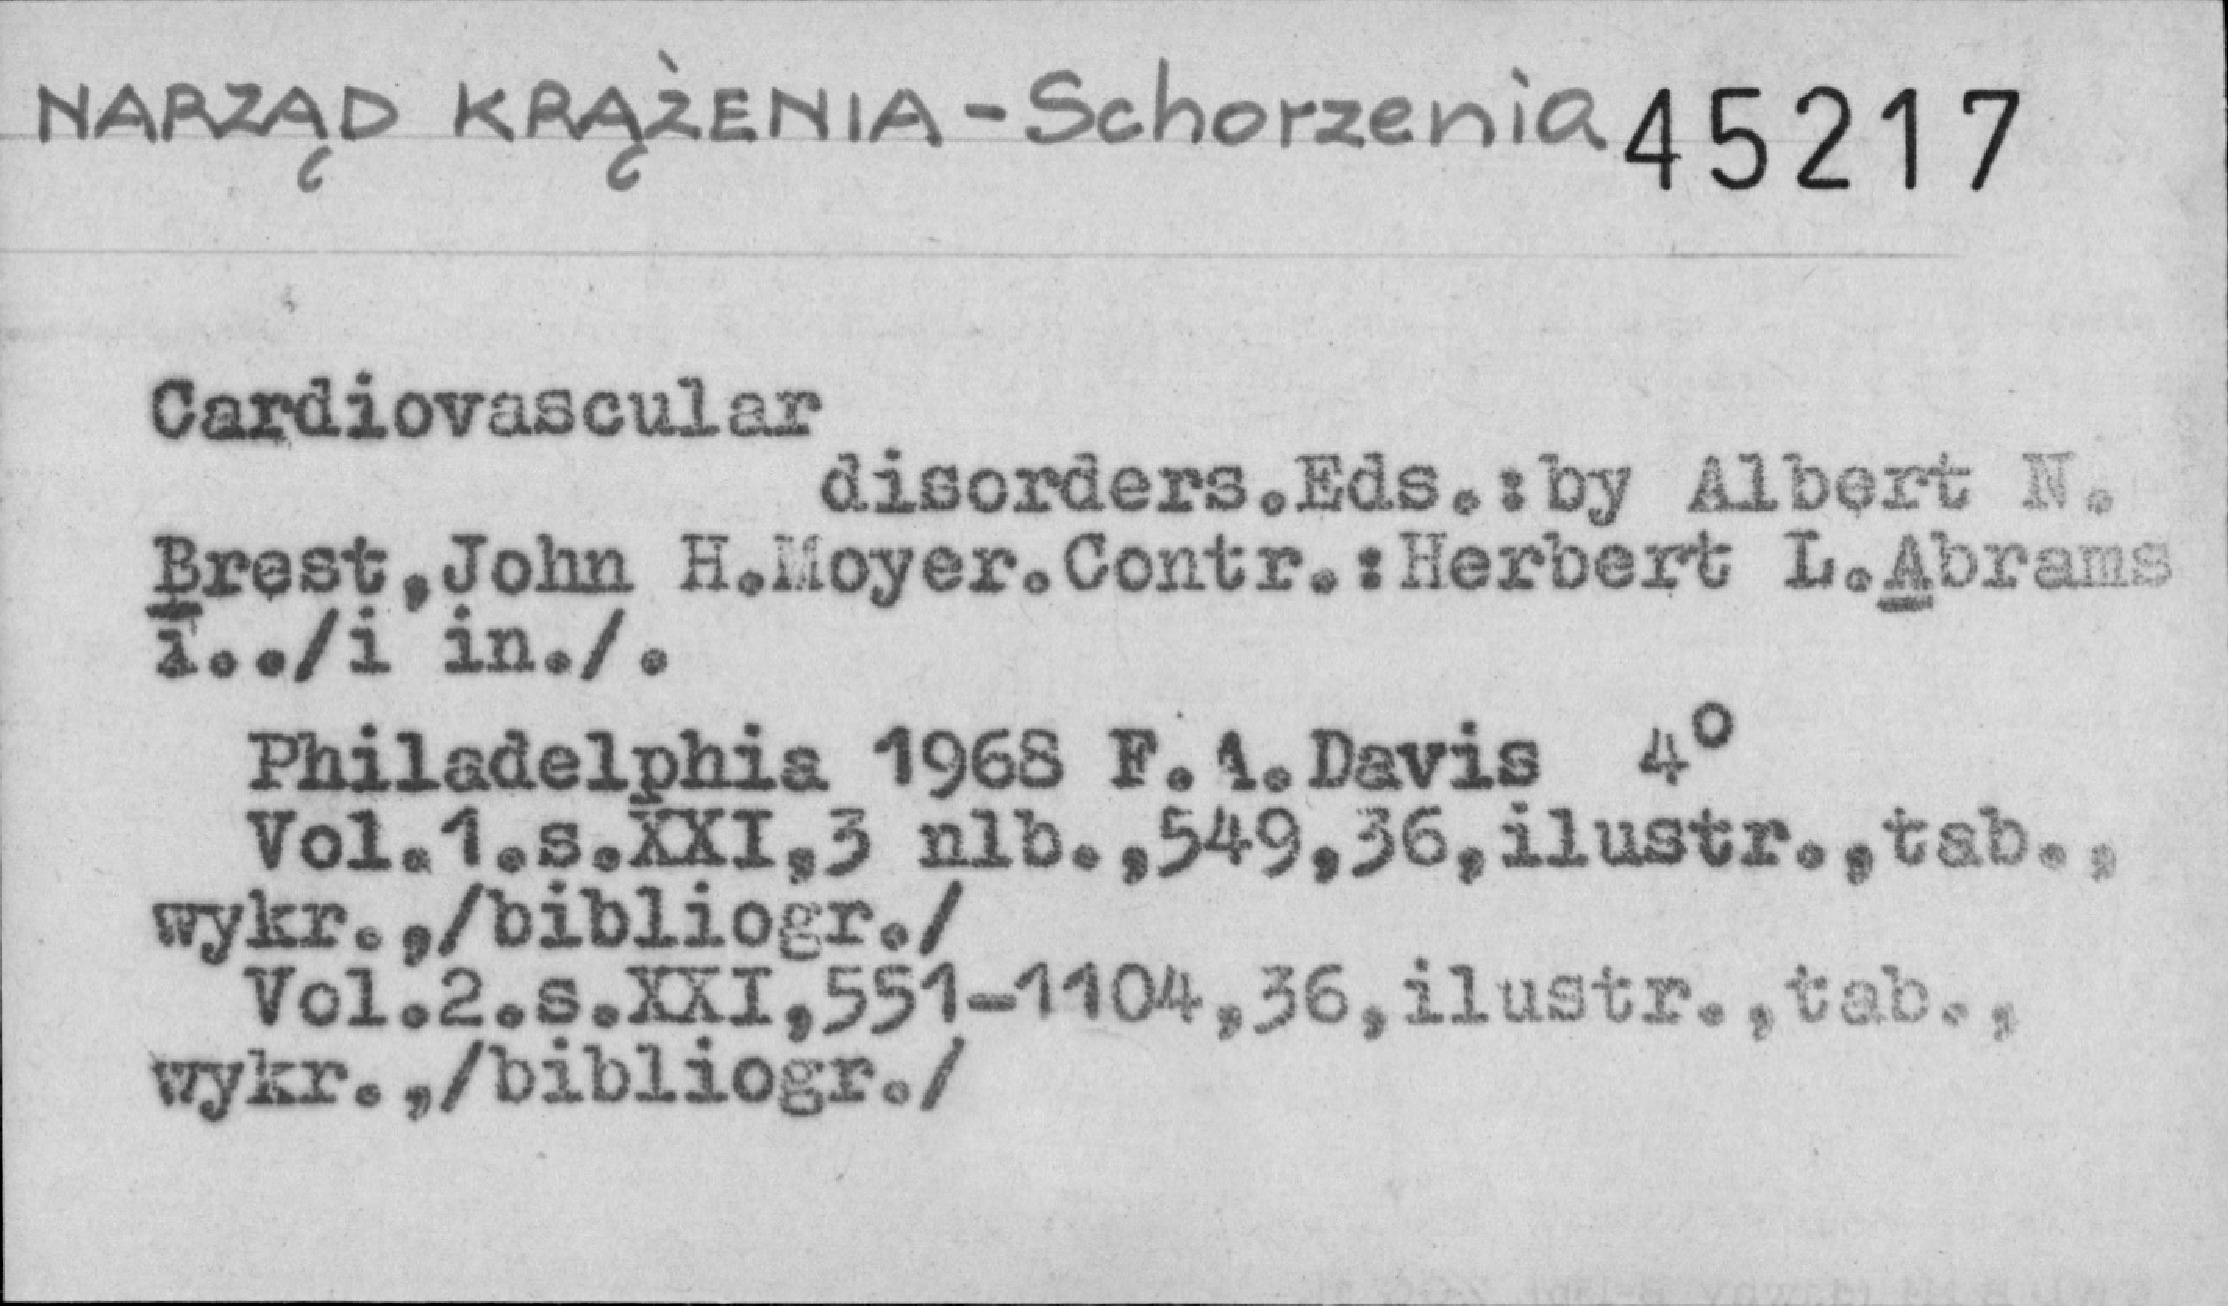 NARZĄD KRĄŻENIA - Schorzenia 45217
Cardiovascular
disorders.Eds.:by Albert N.
Brest,John H.Moyer.Contr.:Herbert L.Abrams
i../i in./.
Philadelphia 1968 F.A.Davis 4º
Vol.1.s.XXI,3 nlb.,549,36,ilustr.,tab.,
wykr.,/bibliogr./
Vol.2.s.XXI,551-1104,36,ilustr.,tab.,
wykr.,/bibliogr./